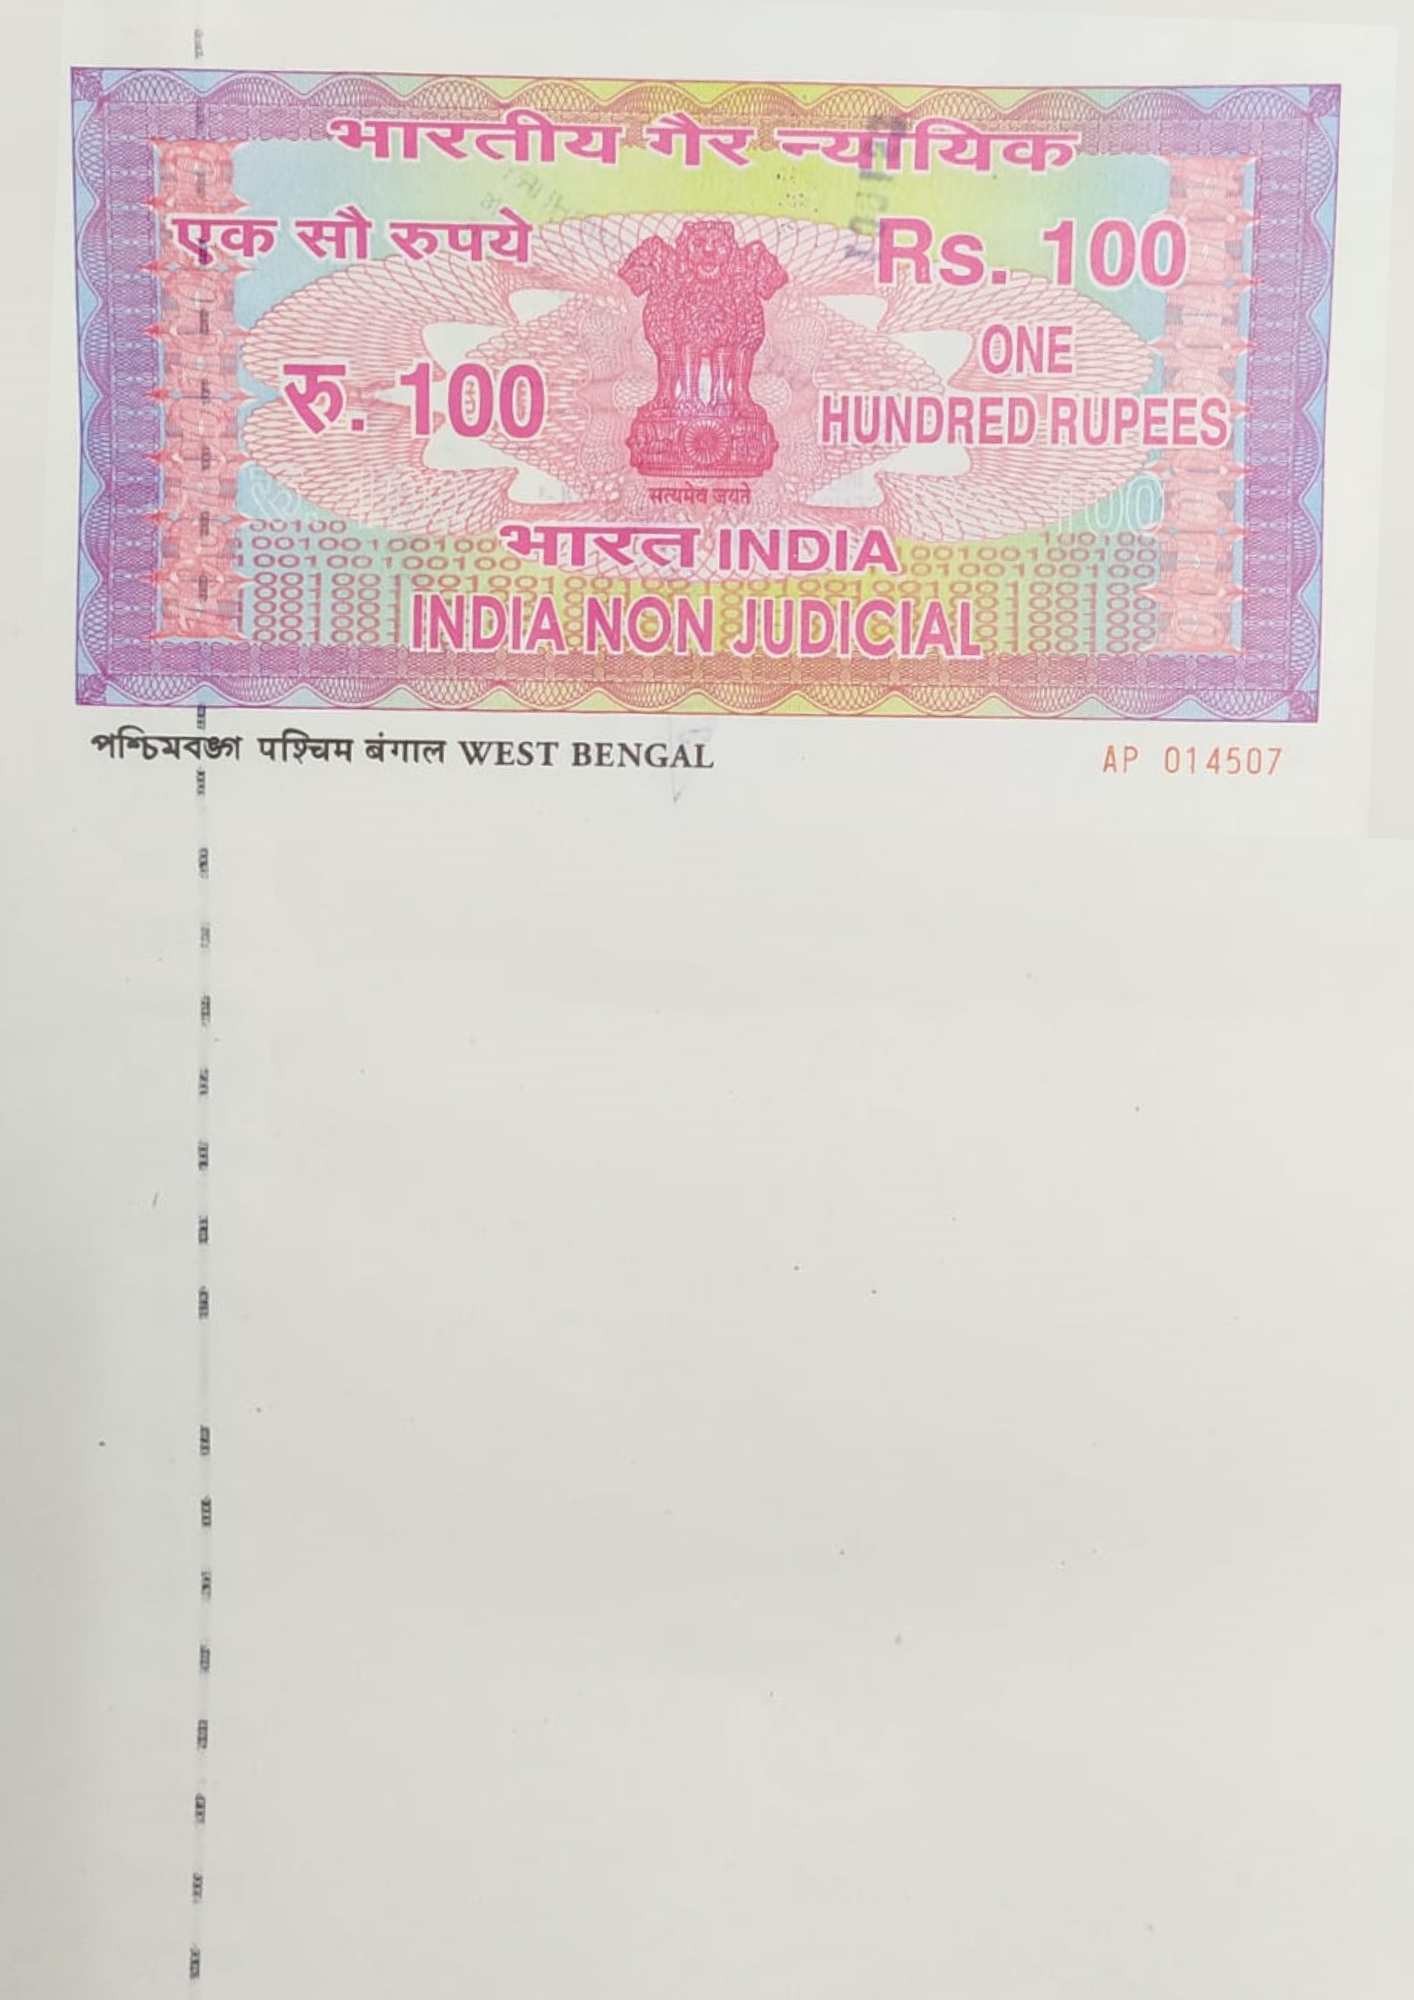 भारतीय गैर न्यायिक
एक सौ रुपये
Rs. 100
रु. 100
ONE
HUNDRED RUPEES
सत्यमेव जयते
भारत INDIA
INDIA NON JUDICIAL
পশ্চিমবঙ্গ पश्चिम बंगाल WEST BENGAL
AP 014507